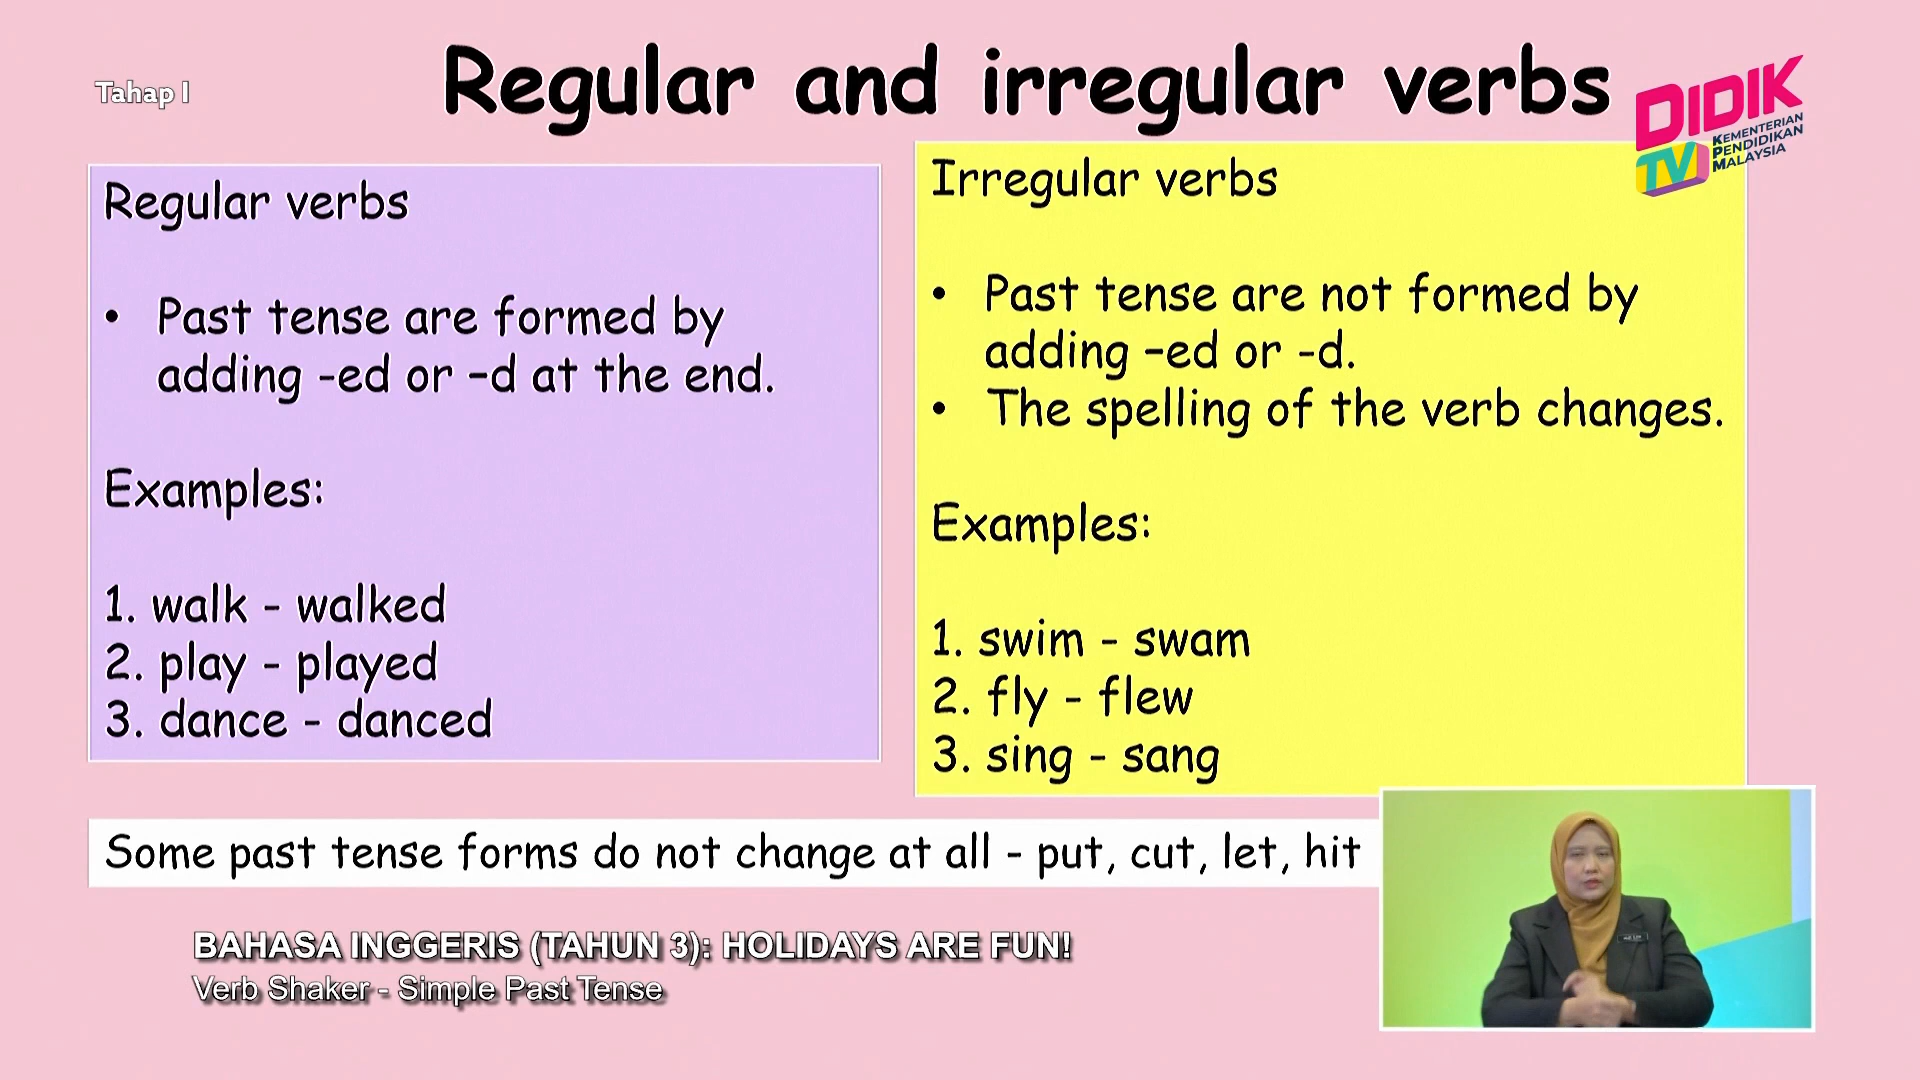 Tahap 1
Regular and irregular verbs
DIDIK
TV
KEMENTERIAN
PENDIDIKAN
MALAYSIA
Regular verbs
• Past tense are formed by
adding -ed or –d at the end.
Examples:
1. walk - walked
2. play - played
3. dance - danced
Irregular verbs
• Past tense are not formed by
adding –ed or -d.
• The spelling of the verb changes.
Examples:
1. swim - swam
2. fly - flew
3. sing - sang
Some past tense forms do not change at all - put, cut, let, hit
BAHASA INGGERIS (TAHUN 3): HOLIDAYS ARE FUN!
Verb Shaker - Simple Past Tense